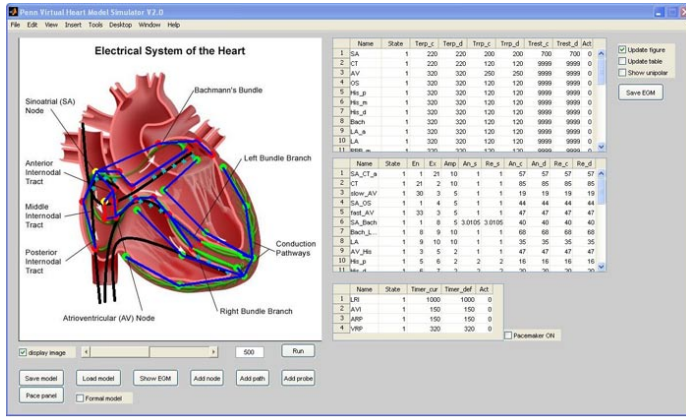 Penn Virtual Heart Model Simulator V2.0
File Edit View Insert Tools Desktop Window Help
Electrical System of the Heart
Bachmann's Bundle
Sinoatrial (SA)
Node
Left Bundle Branch
Anterior
Internodal
Tract
Middle
Internodal
Tract
Posterior
Internodal
Tract
Conduction
Pathways
Right Bundle Branch
Atrioventricular (AV) Node
display image 500 Run
Save model Load model Show EGM Add node Add path Add probe
Pace panel Formal model
Name State Terp_c Terp_d Trrp_c Trrp_d Trest_c Trest_d Act
1 SA 1 220 220 200 200 700 700 0
2 CT 1 220 220 120 120 9999 9999 0
3 AV 1 320 320 250 250 9999 9999 0
4 OS 1 320 320 120 120 9999 9999 0
5 His_p 1 320 320 120 120 9999 9999 0
6 His_m 1 320 320 120 120 9999 9999 0
7 His_d 1 320 320 120 120 9999 9999 0
8 Bach 1 320 320 120 120 9999 9999 0
9 LA_a 1 320 320 120 120 9999 9999 0
10 LA 1 320 320 120 120 9999 9999 0
Update figure
Update table
Show unipolar
Save EGM
Name State En Ex Amp An_s Re_s An_c An_d Re_c Re_d
1 SA_CT_a 1 1 21 10 1 1 57 57 57 57
2 CT 1 21 2 10 1 1 85 85 85 85
3 slow_AV 1 30 3 5 1 1 19 19 19 19
4 SA_OS 1 1 4 5 1 1 44 44 44 44
5 fast_AV 1 33 3 5 1 1 47 47 47 47
6 SA_Bach 1 1 8 5 3.0105 3.0105 40 40 40 40
7 Bach_L... 1 8 9 10 1 1 68 68 68 68
8 LA 1 9 10 10 1 1 35 35 35 35
9 AV_His 1 3 5 2 1 1 47 47 47 47
10 His_p 1 5 6 2 2 2 16 16 16 16
Name State Timer_cur Timer_def Act
1 LRI 1 1000 1000 0
2 AVI 1 150 150 0
3 ARP 1 150 150 0
4 VRP 1 320 320 0
Pacemaker ON